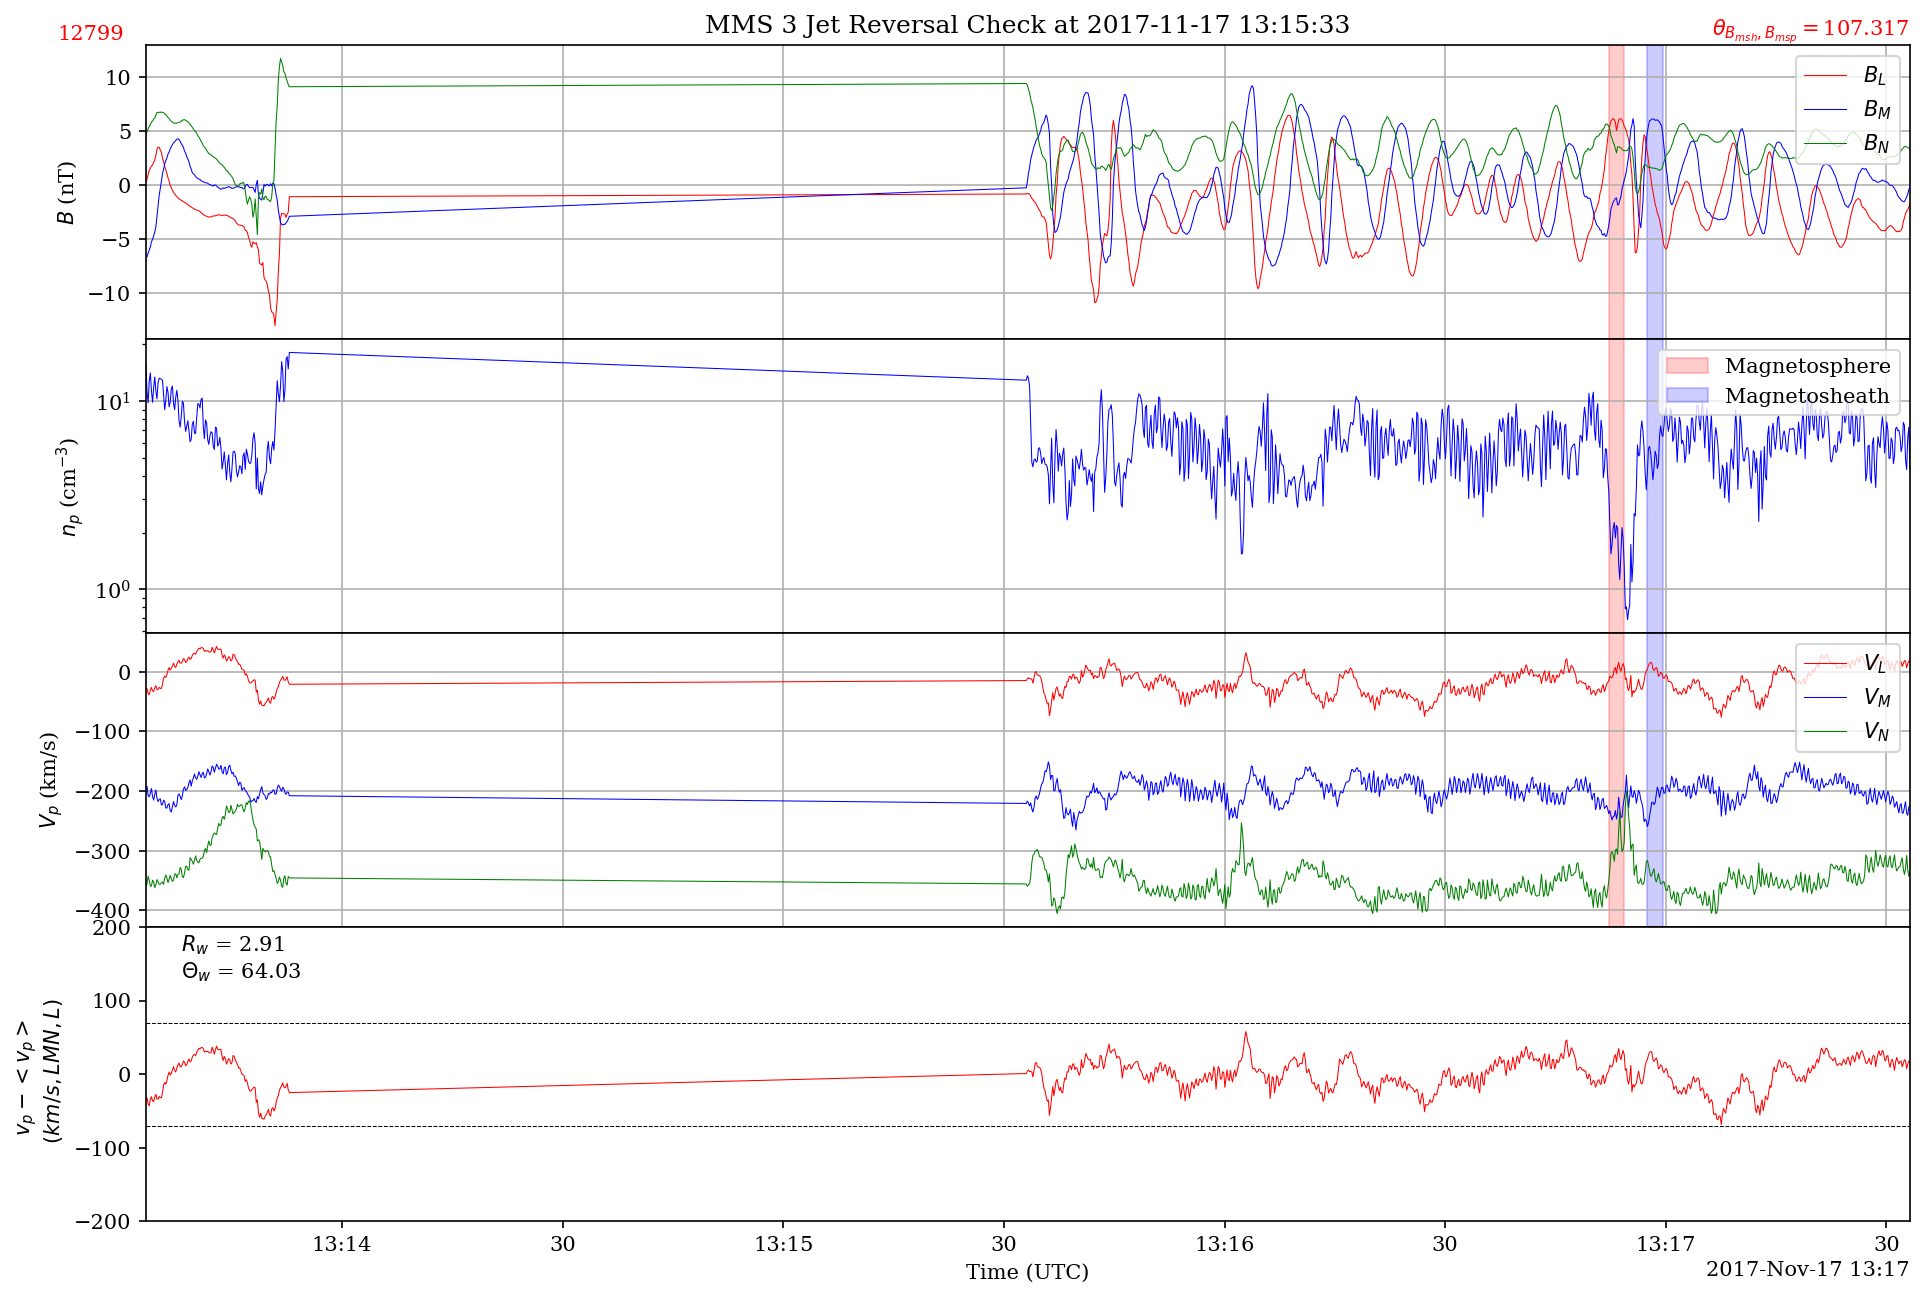 12799
MMS 3 Jet Reversal Check at 2017-11-17 13:15:33
θ_{B_{msh}, B_{msp}} = 107.317
10
5
0
−5
−10
B (nT)
B_L
B_M
B_N
10^1
10^0
n_p (cm^{−3})
Magnetosphere
Magnetosheath
0
−100
−200
−300
−400
V_p (km/s)
V_L
V_M
V_N
200
100
0
−100
−200
v_p − <v_p>
(km/s, LMN, L)
R_w = 2.91
Θ_w = 64.03
13:14
30
13:15
30
13:16
30
13:17
30
Time (UTC)
2017-Nov-17 13:17